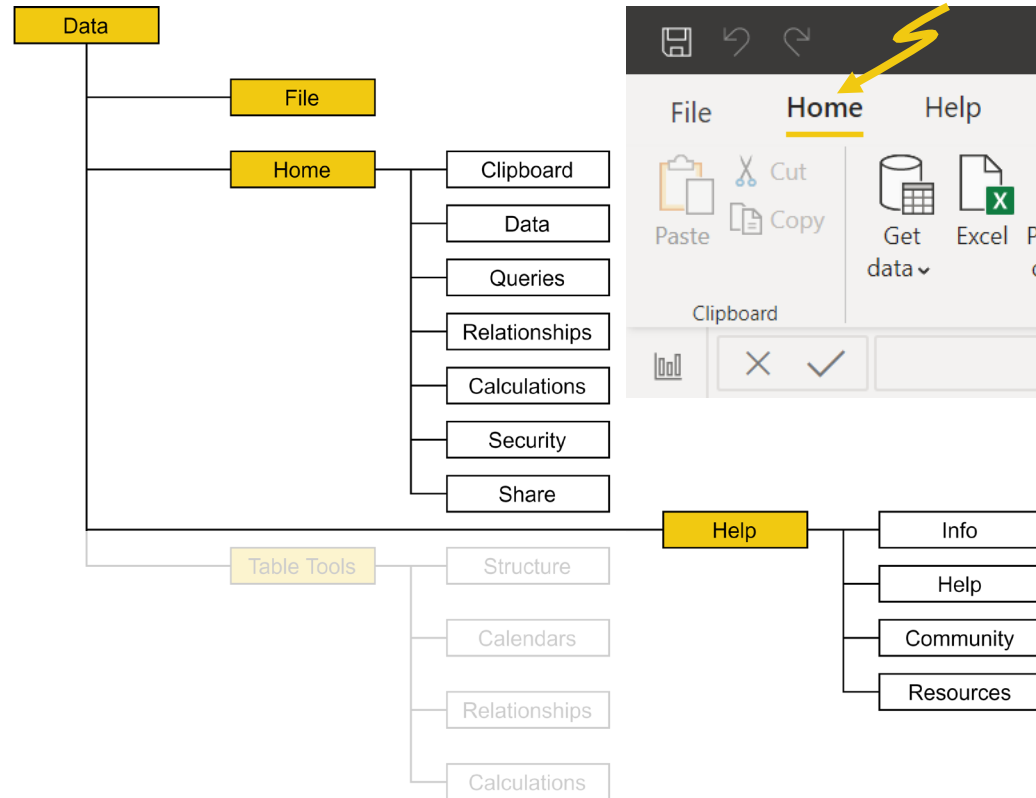 Data
File
Home
Clipboard
Data
Queries
Relationships
Calculations
Security
Share
Help
Info
Help
Community
Resources
Table Tools
Structure
Calendars
Relationships
Calculations
File Home Help
Cut
Copy
Paste
Get
data
Excel
Clipboard